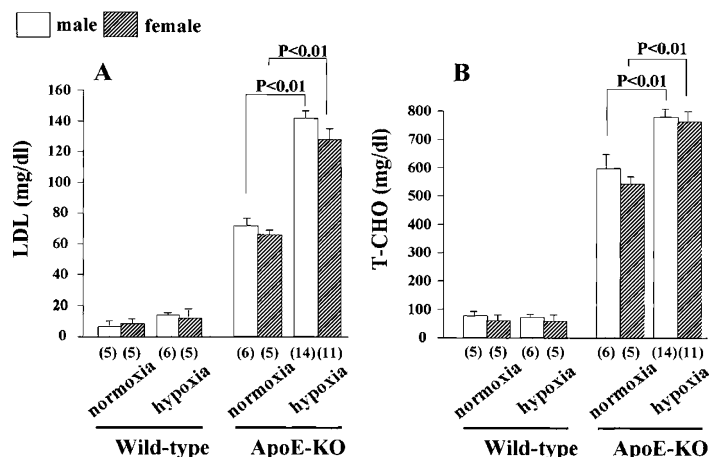 male female
A
P<0.01
P<0.01
LDL (mg/dl)
160
140
120
100
80
60
40
20
0
(5) (5) (6) (5) (6) (5) (14) (11)
normoxia hypoxia normoxia hypoxia
Wild-type ApoE-KO
B
P<0.01
P<0.01
T-CHO (mg/dl)
800
700
600
500
400
300
200
100
0
(5) (5) (6) (5) (6) (5) (14) (11)
normoxia hypoxia normoxia hypoxia
Wild-type ApoE-KO